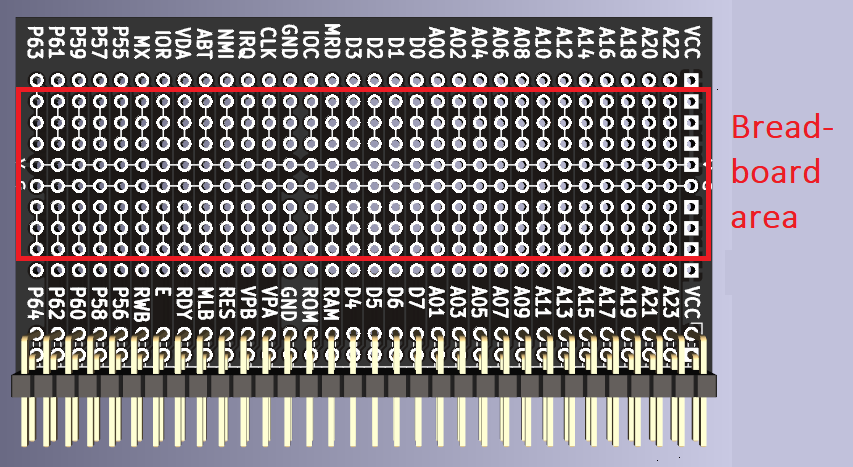 P63 P61 P59 P57 P55 MX IOR VDA ABT NMI IRQ CLK GND IOC MRD D3 D2 D1 D0 A00 A02 A04 A06 A08 A10 A12 A14 A16 A18 A20 A22 VCC
Bread-
board
area
P64 P62 P60 P58 P56 RWB E RDY MLB RES VPB VPA GND ROM RAM D4 D5 D6 D7 A01 A03 A05 A07 A09 A11 A13 A15 A17 A19 A21 A23 VCC